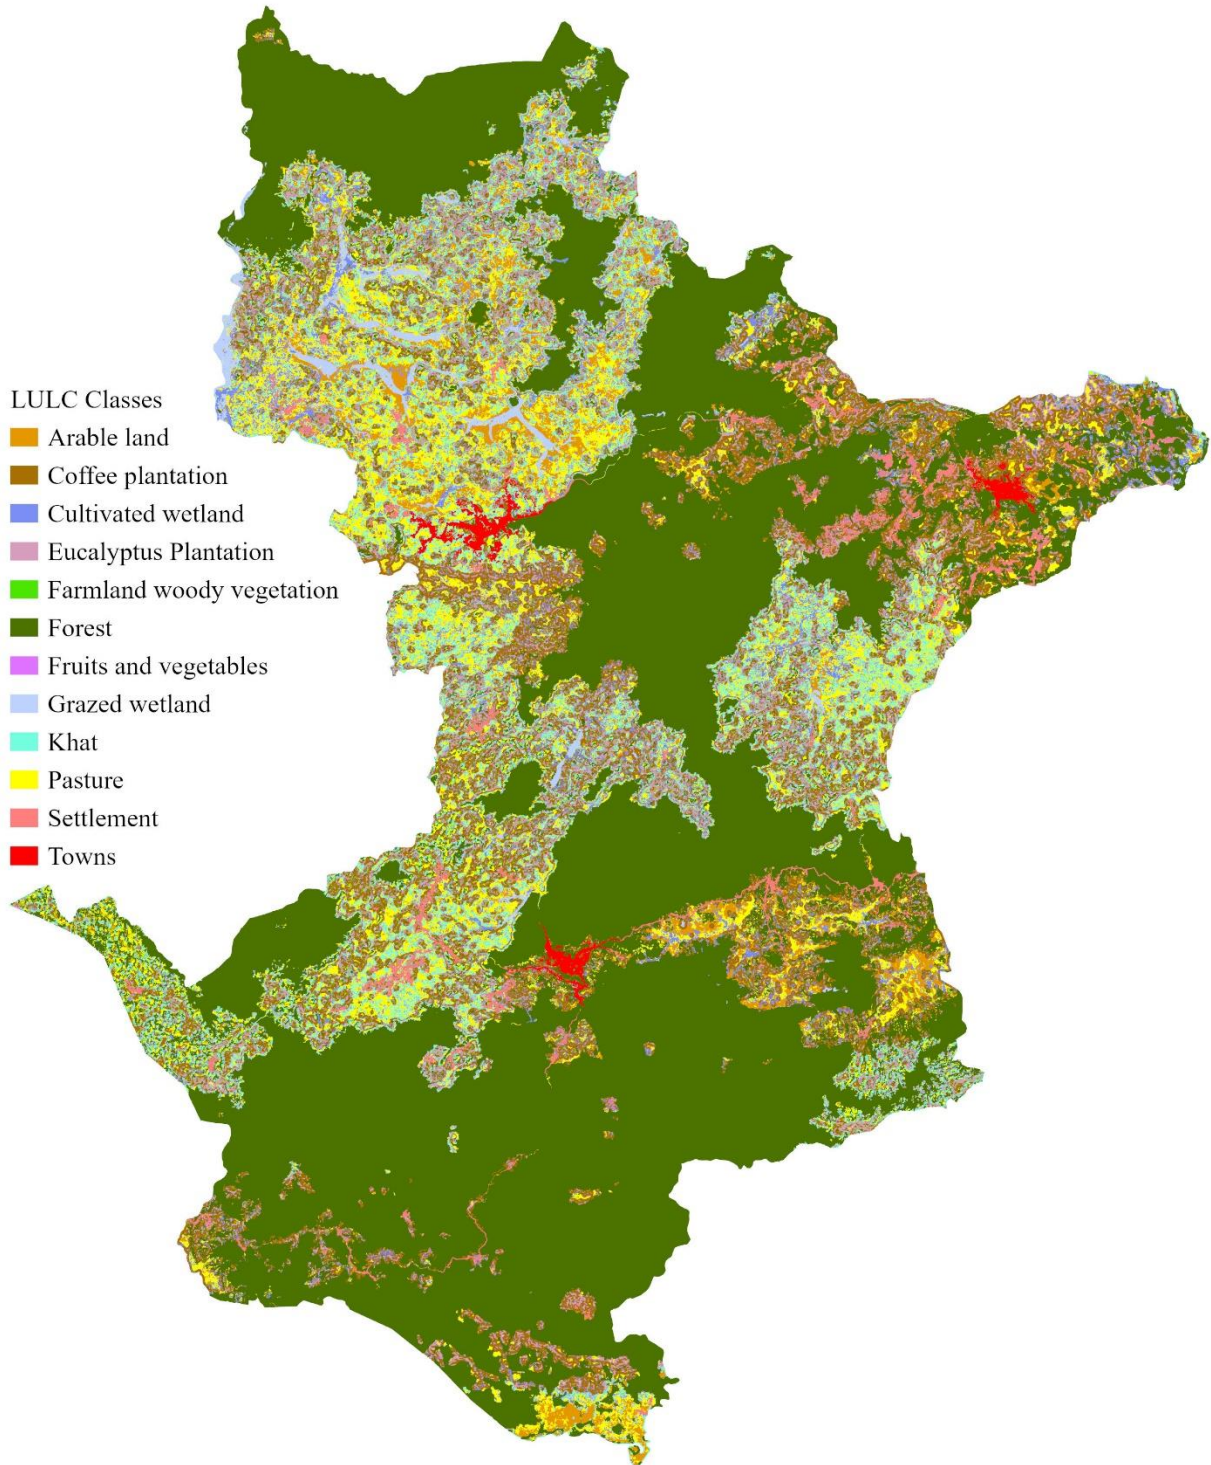 LULC Classes
Arable land
Coffee plantation
Cultivated wetland
Eucalyptus Plantation
Farmland woody vegetation
Forest
Fruits and vegetables
Grazed wetland
Khat
Pasture
Settlement
Towns